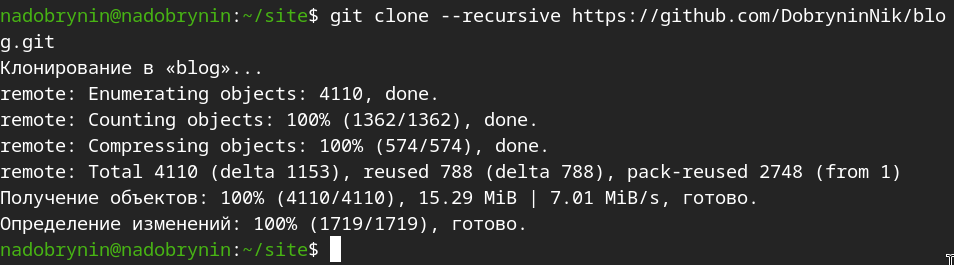 nadobrynin@nadobrynin:~/site$ git clone --recursive https://github.com/DobryninNik/blo
g.git
Клонирование в «blog»...
remote: Enumerating objects: 4110, done.
remote: Counting objects: 100% (1362/1362), done.
remote: Compressing objects: 100% (574/574), done.
remote: Total 4110 (delta 1153), reused 788 (delta 788), pack-reused 2748 (from 1)
Получение объектов: 100% (4110/4110), 15.29 MiB | 7.01 MiB/s, готово.
Определение изменений: 100% (1719/1719), готово.
nadobrynin@nadobrynin:~/site$